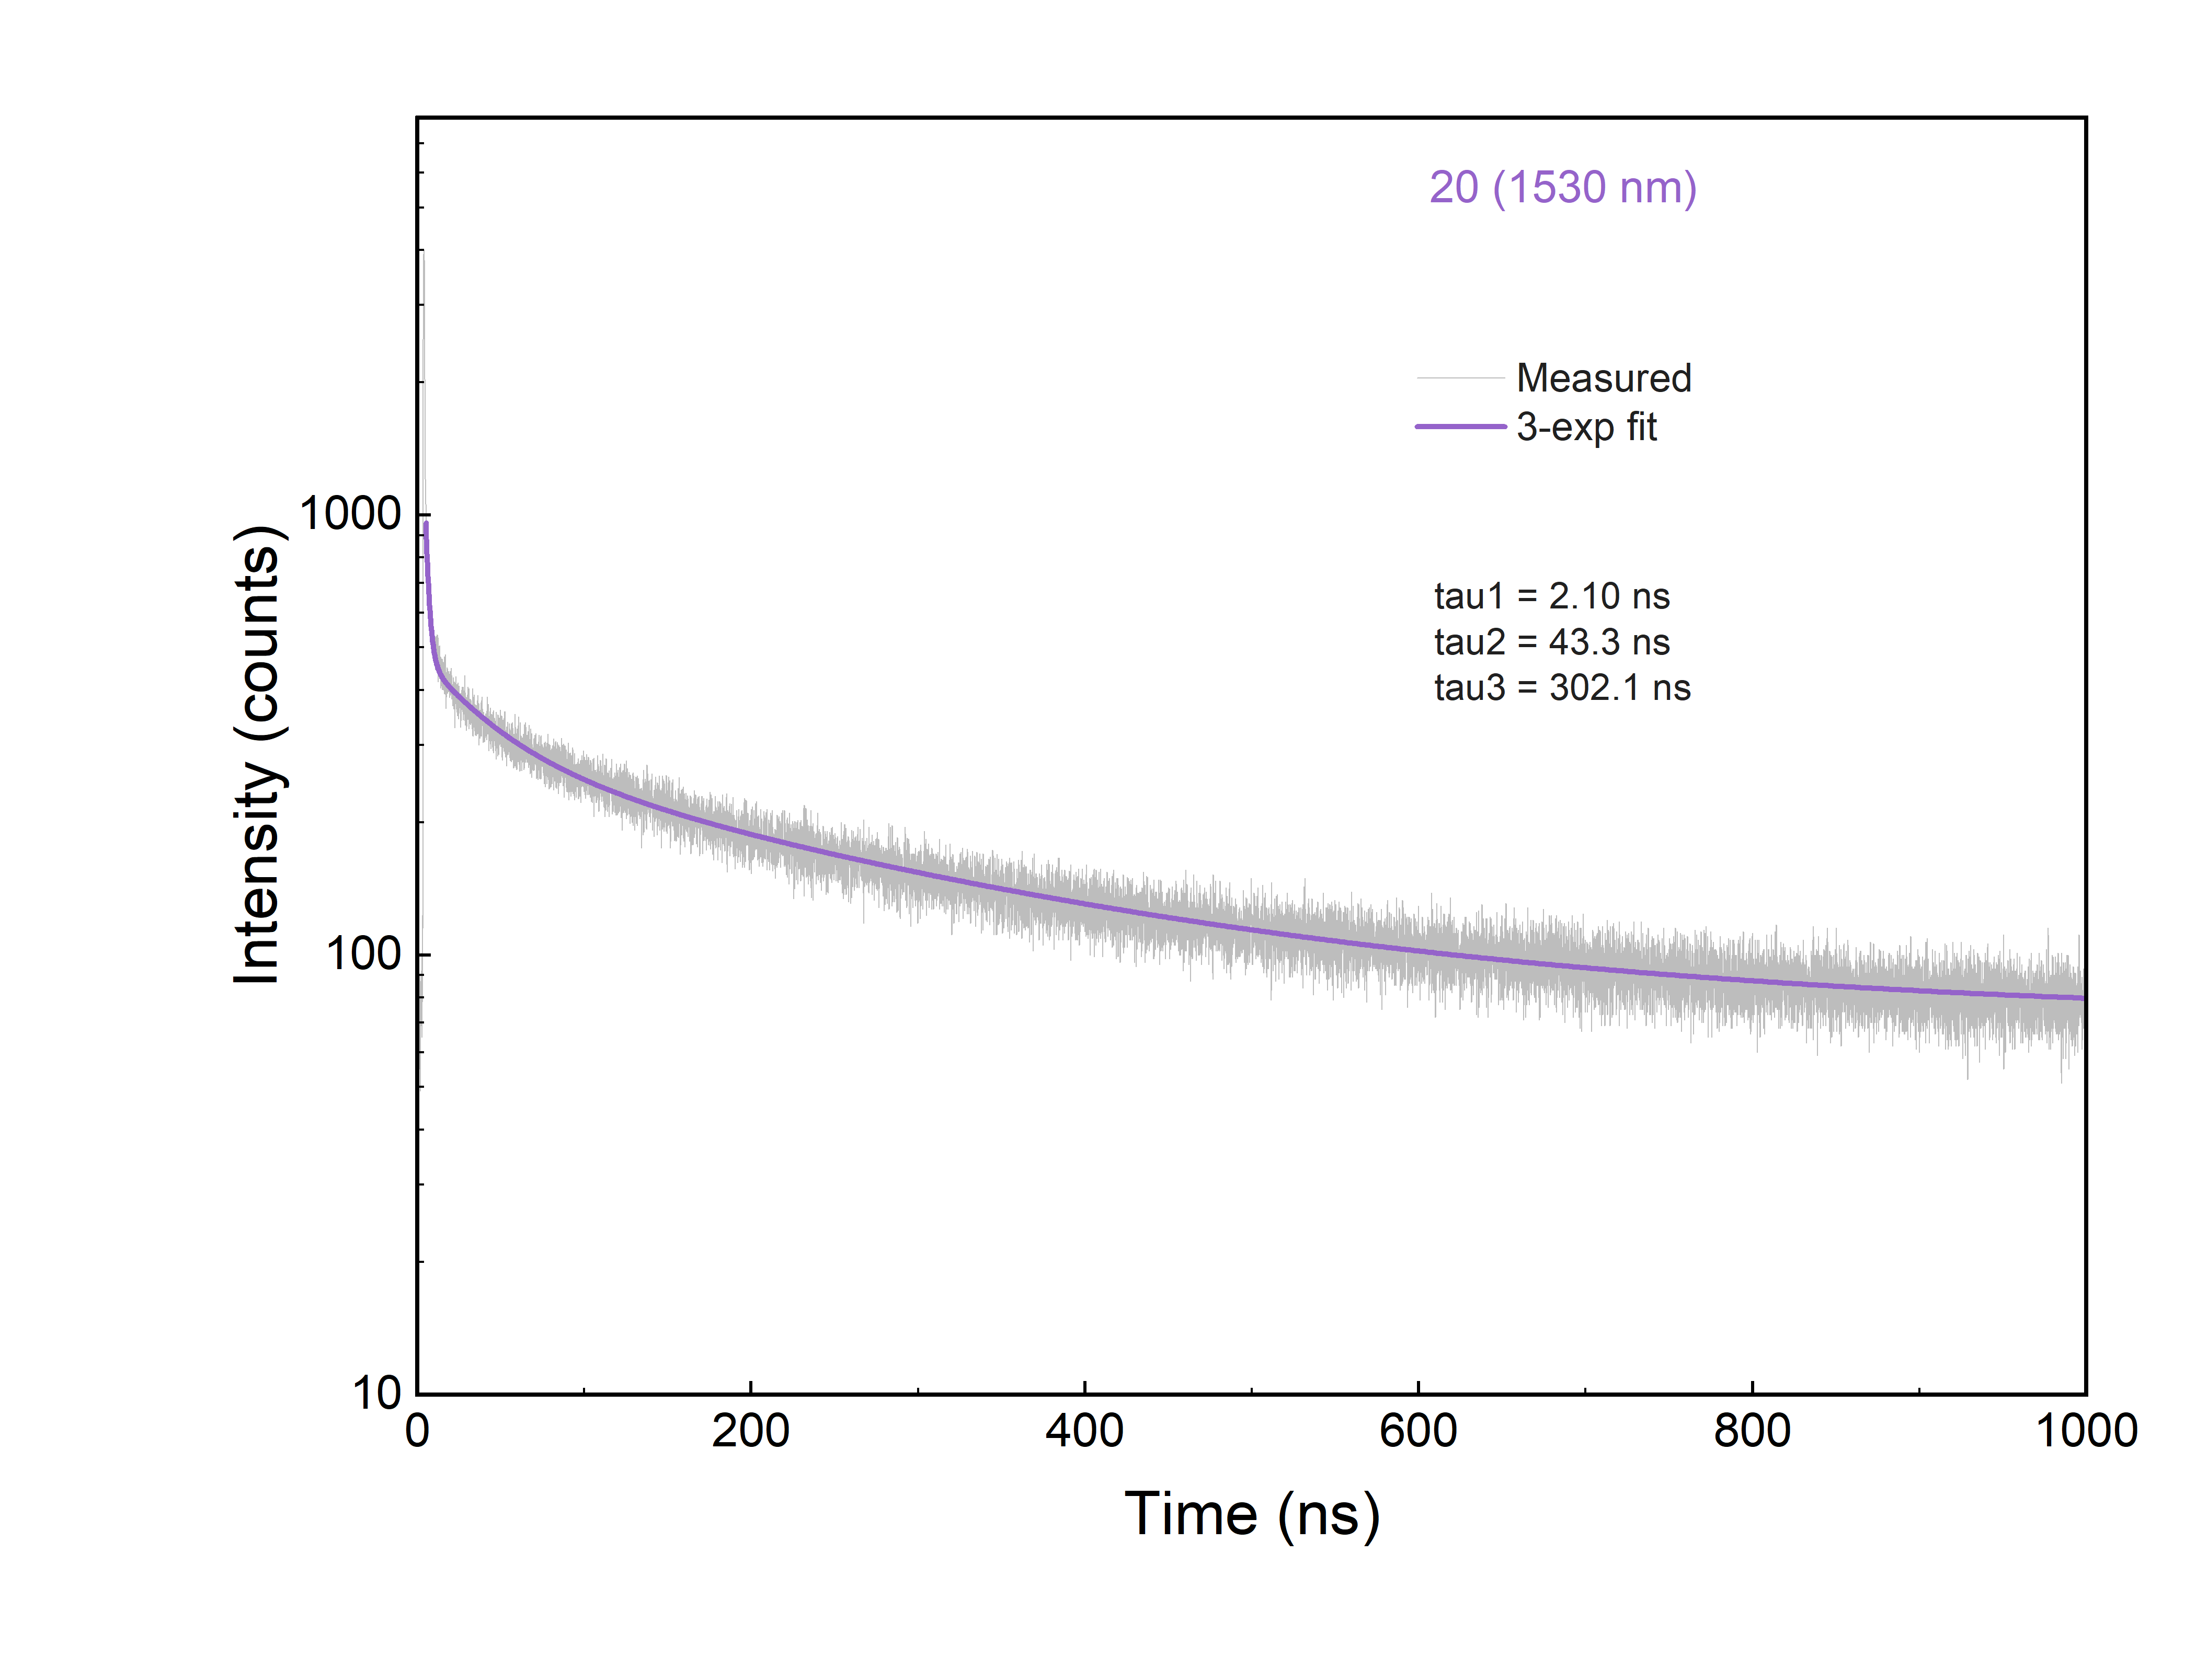 20 (1530 nm)
Measured
3-exp fit
tau1 = 2.10 ns
tau2 = 43.3 ns
tau3 = 302.1 ns
Intensity (counts)
1000
100
10
0 200 400 600 800 1000
Time (ns)